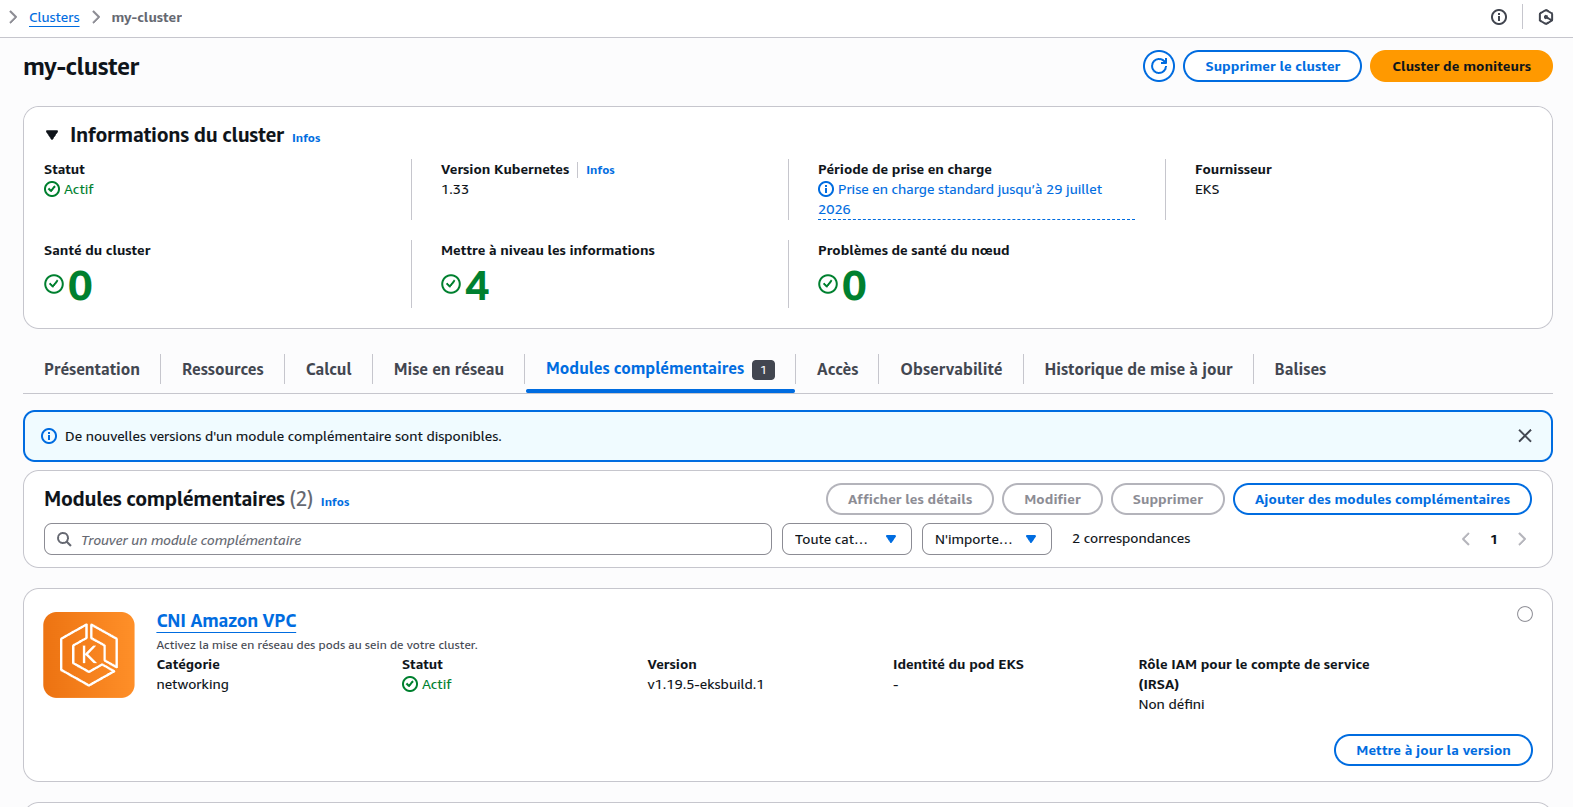 Clusters
my-cluster
my-cluster
Supprimer le cluster
Cluster de moniteurs
Informations du cluster Infos
Statut
Actif
Version Kubernetes Infos
1.33
Période de prise en charge
Prise en charge standard jusqu'à 29 juillet
2026
Fournisseur
EKS
Santé du cluster
0
Mettre à niveau les informations
4
Problèmes de santé du nœud
0
Présentation Ressources Calcul Mise en réseau Modules complémentaires 1 Accès Observabilité Historique de mise à jour Balises
De nouvelles versions d'un module complémentaire sont disponibles.
Modules complémentaires (2) Infos
Afficher les détails Modifier Supprimer Ajouter des modules complémentaires
Trouver un module complémentaire Toute cat... N'importe... 2 correspondances 1
K
CNI Amazon VPC
Activez la mise en réseau des pods au sein de votre cluster.
Catégorie
networking
Statut
Actif
Version
v1.19.5-eksbuild.1
Identité du pod EKS
-
Rôle IAM pour le compte de service
(IRSA)
Non défini
Mettre à jour la version